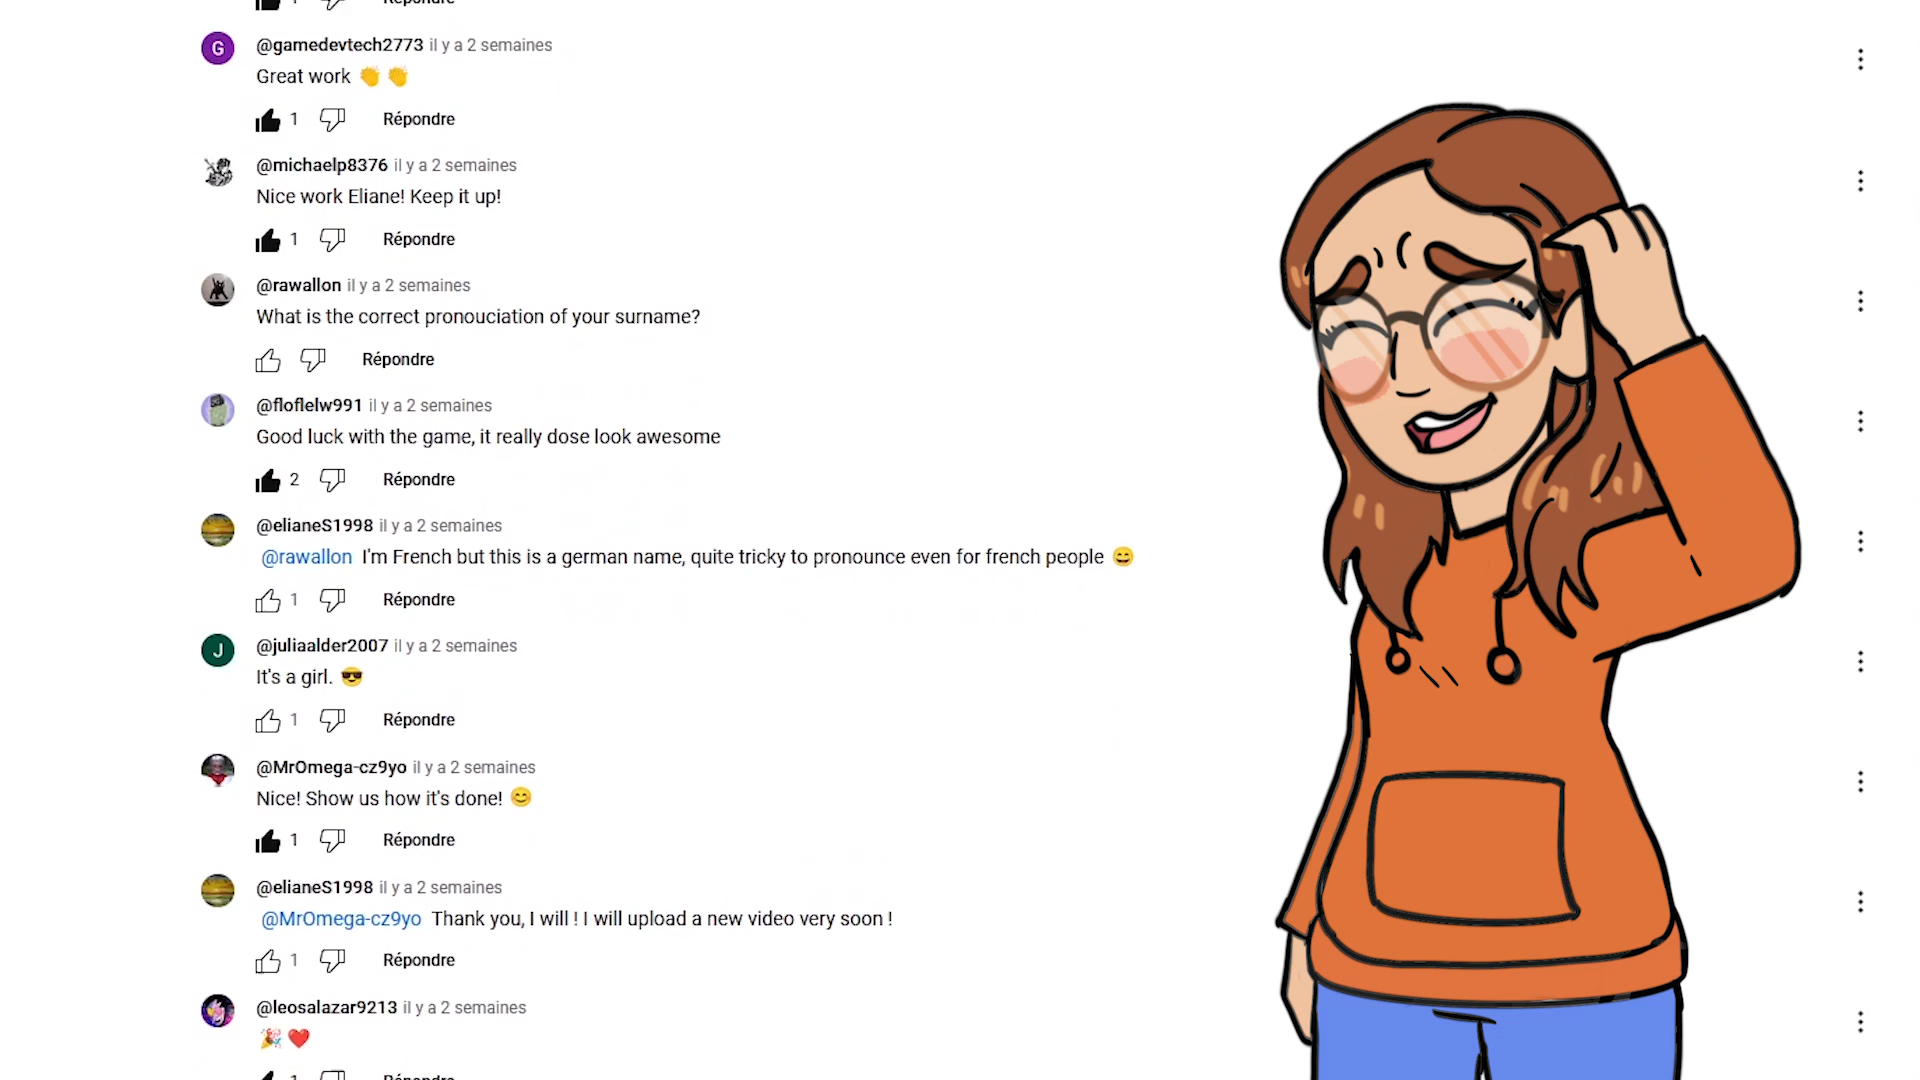 Répondre
G
@gamedevtech2773 il y a 2 semaines
Great work 👏 👏
1 Répondre
@michaelp8376 il y a 2 semaines
Nice work Eliane! Keep it up!
1 Répondre
@rawallon il y a 2 semaines
What is the correct pronouciation of your surname?
Répondre
@floflelw991 il y a 2 semaines
Good luck with the game, it really dose look awesome
2 Répondre
@elianeS1998 il y a 2 semaines
@rawallon I'm French but this is a german name, quite tricky to pronounce even for french people 😄
1 Répondre
J
@juliaalder2007 il y a 2 semaines
It's a girl. 😎
1 Répondre
@MrOmega-cz9yo il y a 2 semaines
Nice! Show us how it's done! 😊
1 Répondre
@elianeS1998 il y a 2 semaines
@MrOmega-cz9yo Thank you, I will ! I will upload a new video very soon !
1 Répondre
@leosalazar9213 il y a 2 semaines
🎉 ❤️
1 Répondre